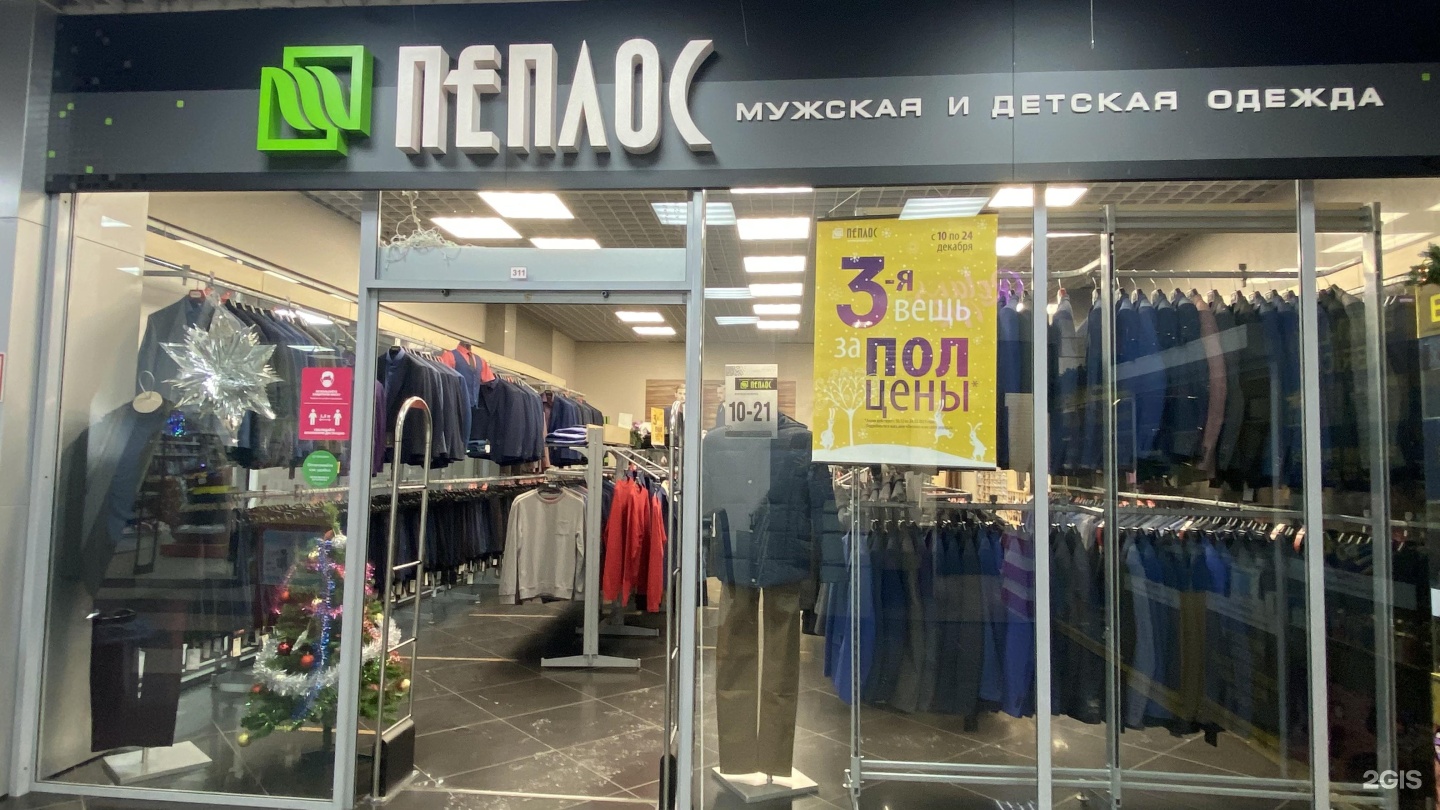 ПЕПЛОС
МУЖСКАЯ И ДЕТСКАЯ ОДЕЖДА
311
ПЕПЛОС
с 10 по 24
декабря
3-я
вещь
за ПОЛ
цены*
ПЕПЛОС
10-21
2GIS